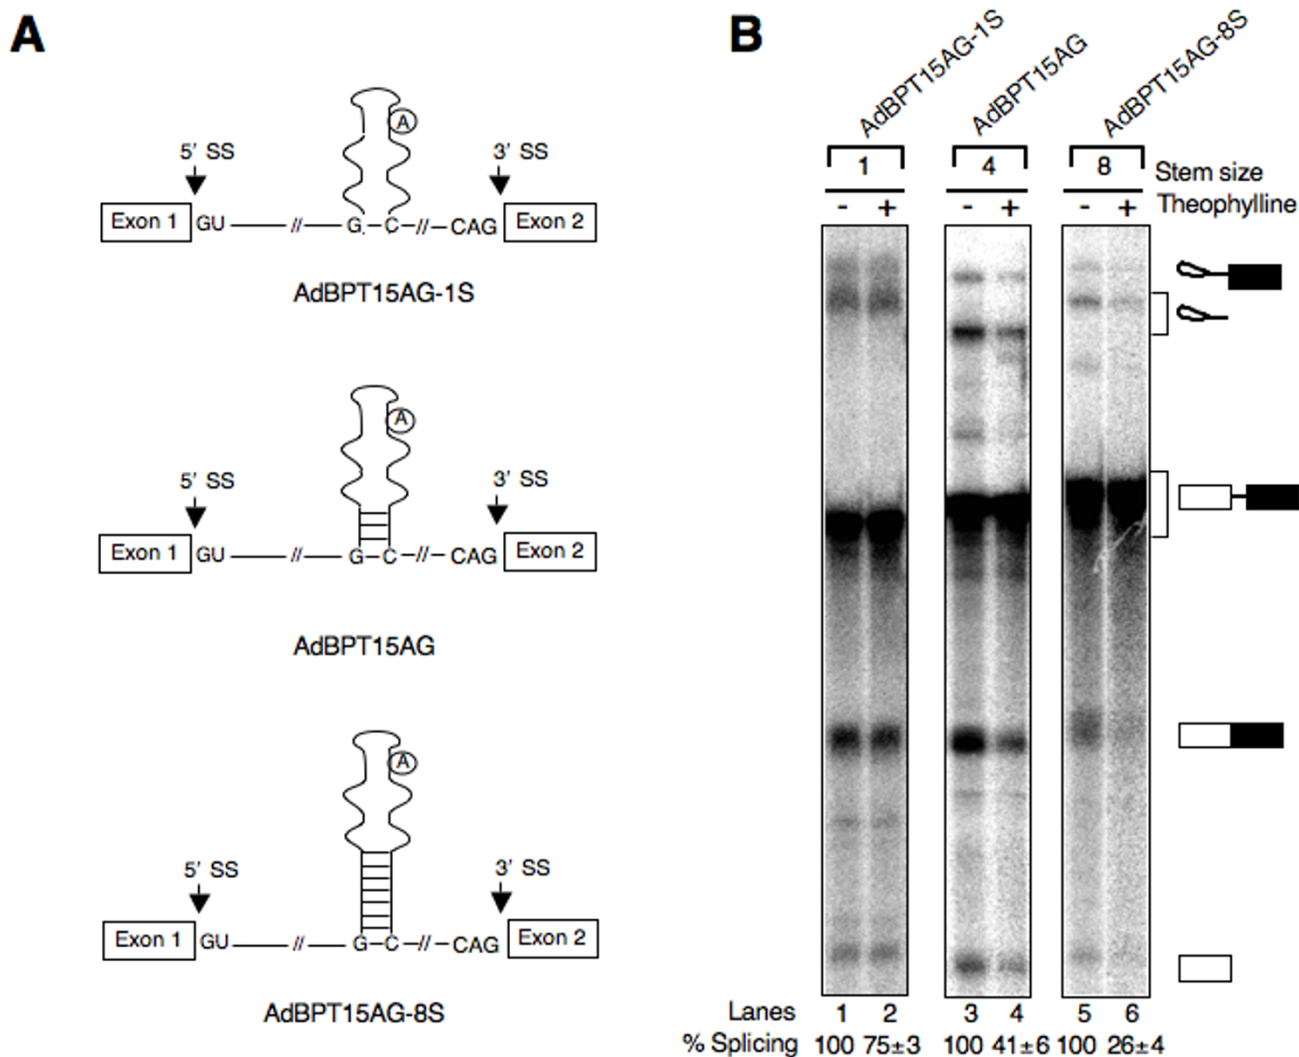 A
5' SS
3' SS
A
Exon 1
GU
//
G
C
//
CAG
Exon 2
AdBPT15AG-1S
5' SS
3' SS
A
Exon 1
GU
//
G
C
//
CAG
Exon 2
AdBPT15AG
5' SS
3' SS
A
Exon 1
GU
//
G
C
//
CAG
Exon 2
AdBPT15AG-8S
B
AdBPT15AG-1S
AdBPT15AG
AdBPT15AG-8S
1 4 8 Stem size
- + - + - + Theophylline
Lanes 1 2 3 4 5 6
% Splicing 100 75±3 100 41±6 100 26±4